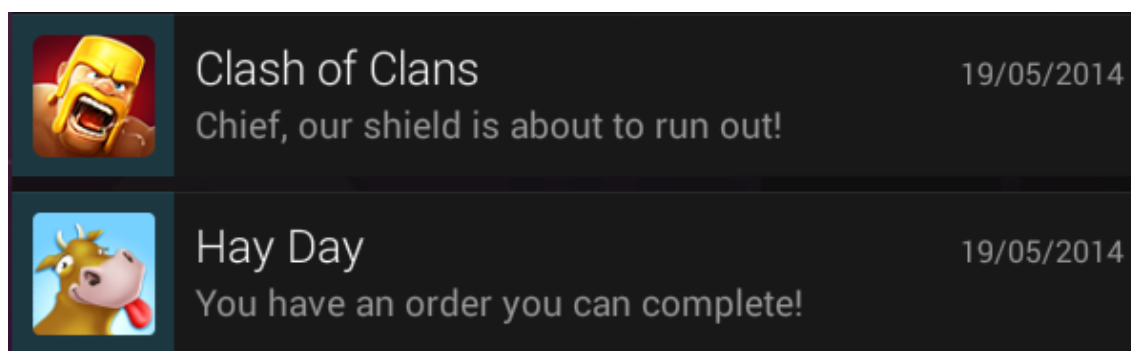 Clash of Clans 19/05/2014
Chief, our shield is about to run out!
Hay Day 19/05/2014
You have an order you can complete!